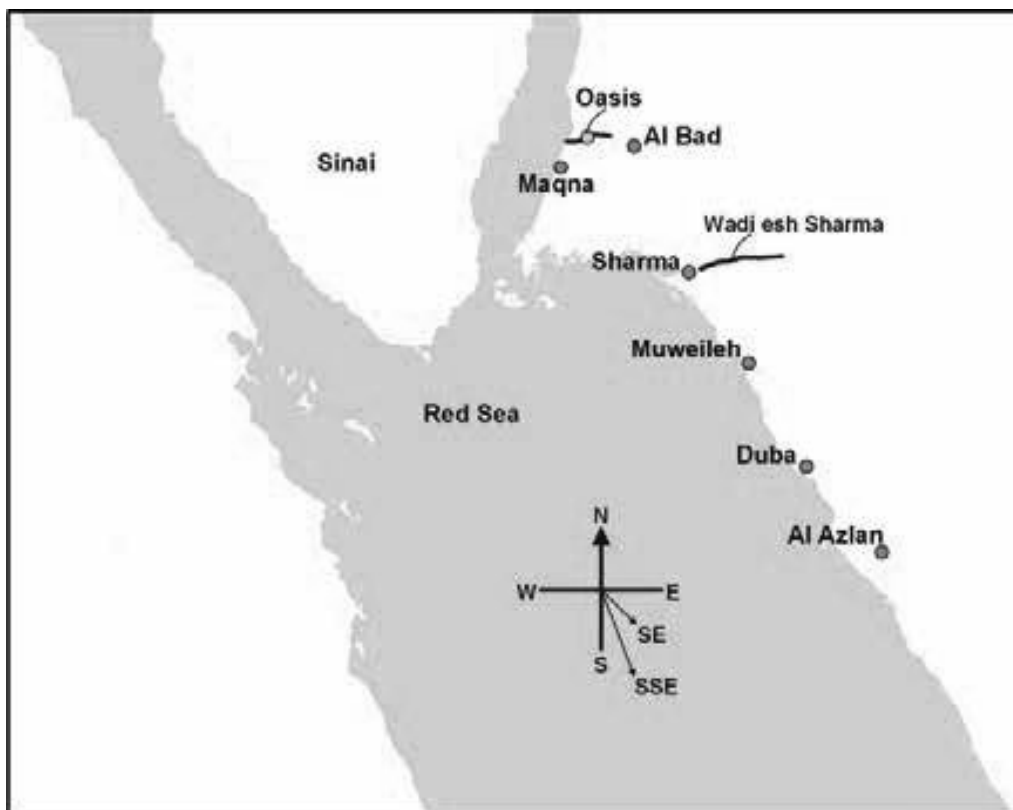 Oasis
Al Bad
Sinai
Maqna
Wadi esh Sharma
Sharma
Muweileh
Red Sea
Duba
Al Azlan
N
W
E
SE
S
SSE